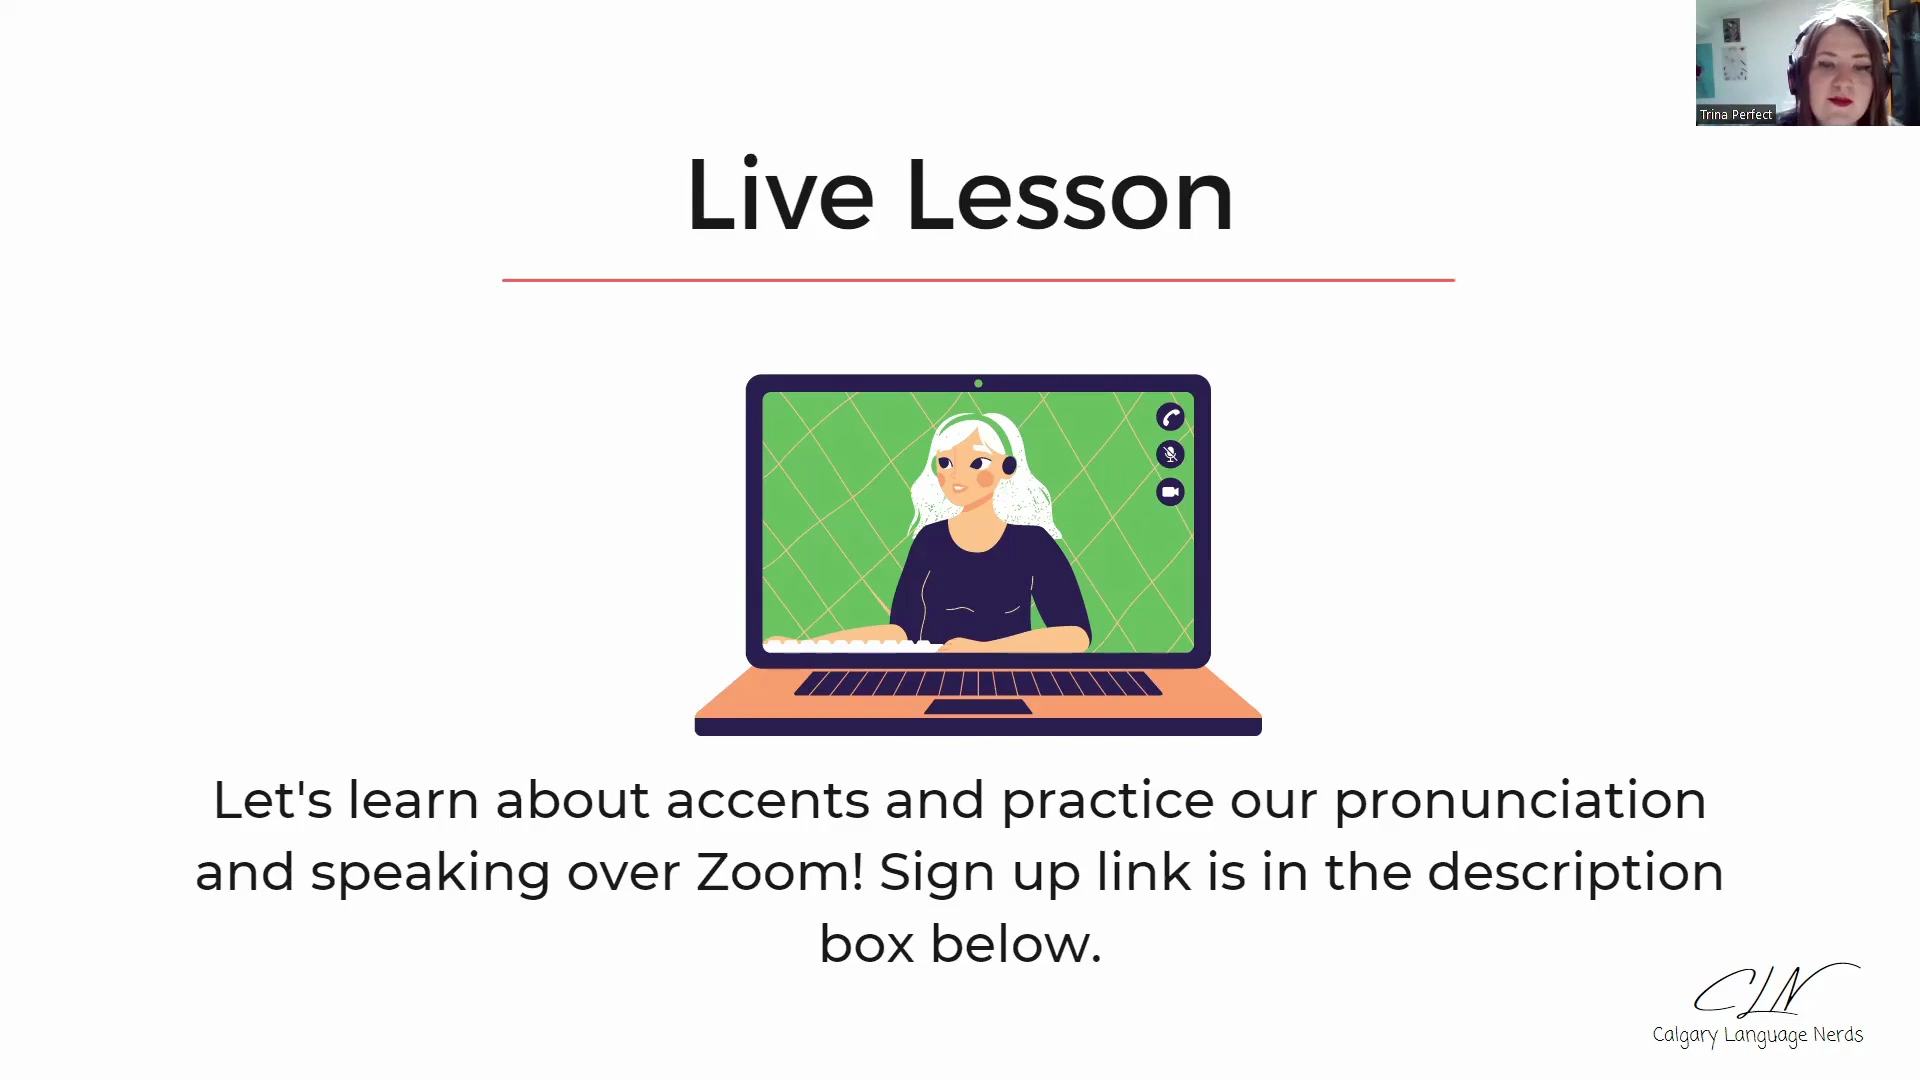 Trina Perfect
Live Lesson
Let's learn about accents and practice our pronunciation
and speaking over Zoom! Sign up link is in the description
box below.
CLN
Calgary Language Nerds